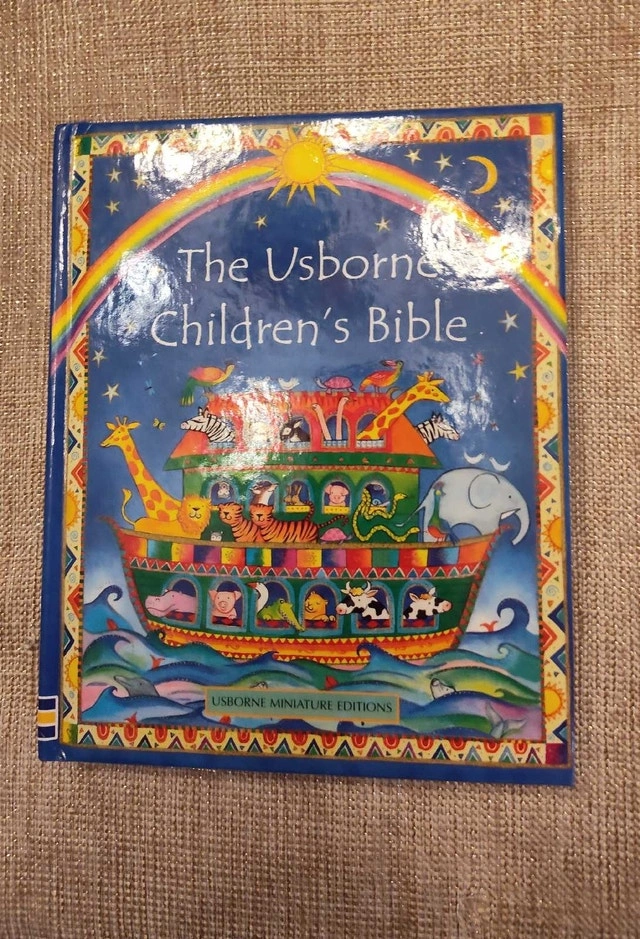 The Usborne
Children's Bible
USBORNE MINIATURE EDITIONS